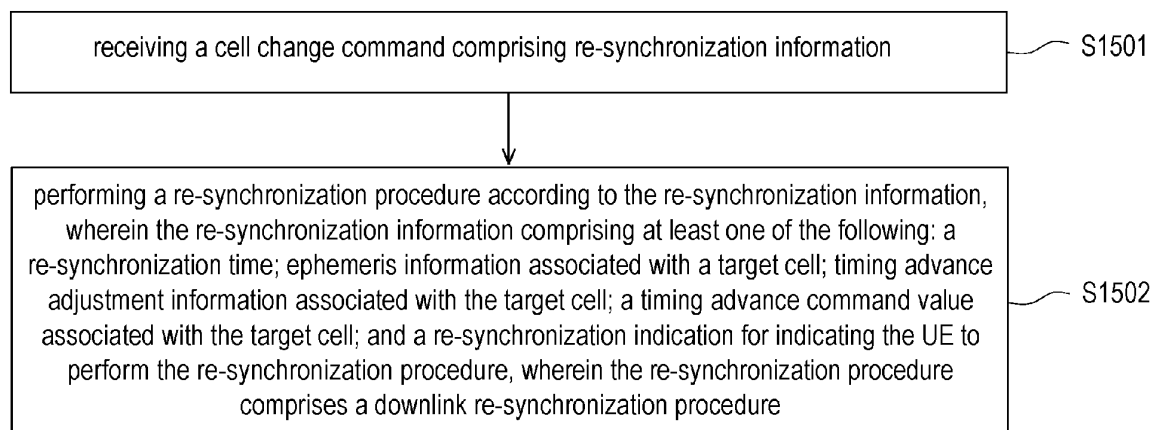 receiving a cell change command comprising re-synchronization information
S1501
performing a re-synchronization procedure according to the re-synchronization information,
wherein the re-synchronization information comprising at least one of the following: a
re-synchronization time; ephemeris information associated with a target cell; timing advance
adjustment information associated with the target cell; a timing advance command value
associated with the target cell; and a re-synchronization indication for indicating the UE to
perform the re-synchronization procedure, wherein the re-synchronization procedure
comprises a downlink re-synchronization procedure
S1502